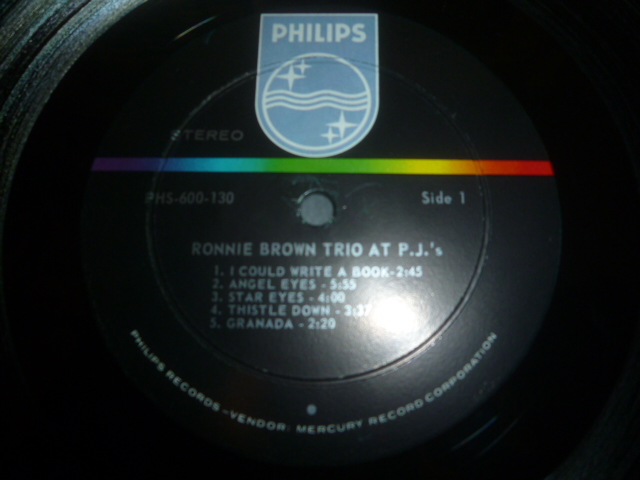 PHILIPS
STEREO
PHS-600-130
Side 1
RONNIE BROWN TRIO AT P.J.'s
1. I COULD WRITE A BOOK-2:45
2. ANGEL EYES - 5:55
3. STAR EYES - 4:00
4. THISTLE DOWN - 3:37
5. GRANADA - 2:20
PHILIPS RECORDS - VENDOR: MERCURY RECORD CORPORATION